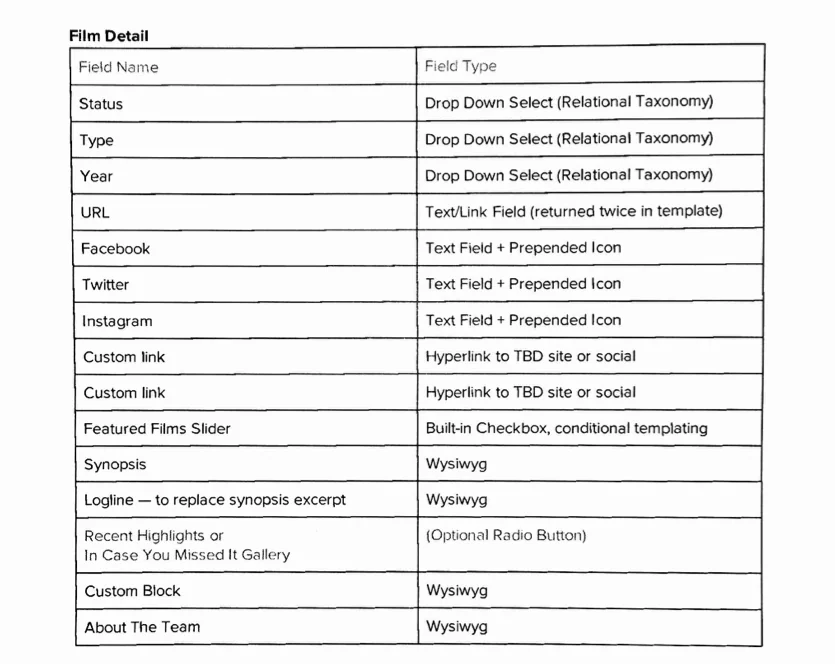 Film Detail
Field Name Field Type
Status Drop Down Select (Relational Taxonomy)
Type Drop Down Select (Relational Taxonomy)
Year Drop Down Select (Relational Taxonomy)
URL Text/Link Field (returned twice in template)
Facebook Text Field + Prepended Icon
Twitter Text Field + Prepended Icon
Instagram Text Field + Prepended Icon
Custom link Hyperlink to TBD site or social
Custom link Hyperlink to TBD site or social
Featured Films Slider Built-in Checkbox, conditional templating
Synopsis Wysiwyg
Logline — to replace synopsis excerpt Wysiwyg
Recent Highlights or (Optional Radio Button)
In Case You Missed It Gallery
Custom Block Wysiwyg
About The Team Wysiwyg